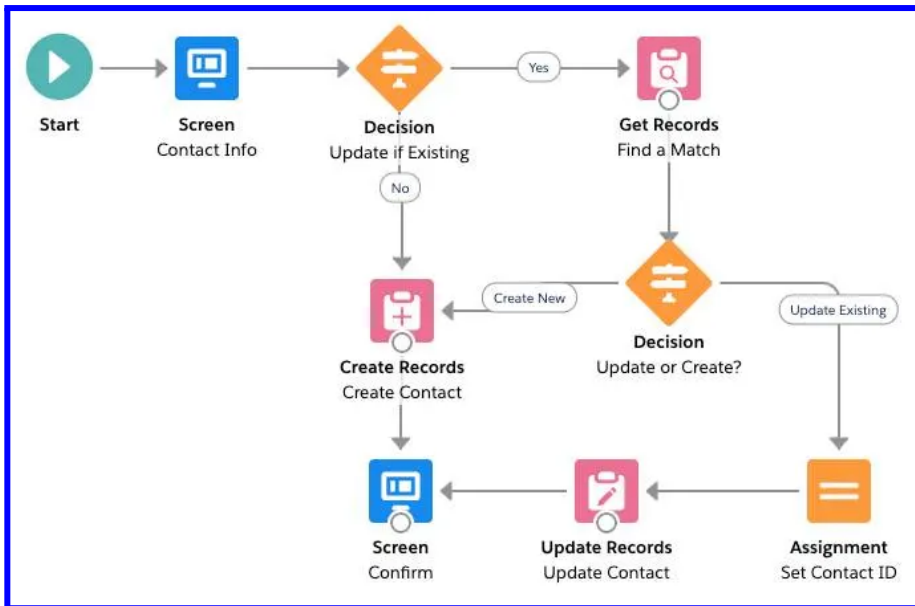 Start
Screen
Contact Info
Decision
Update if Existing
Yes
Get Records
Find a Match
No
Create New
Update Existing
Decision
Update or Create?
Create Records
Create Contact
Screen
Confirm
Update Records
Update Contact
Assignment
Set Contact ID